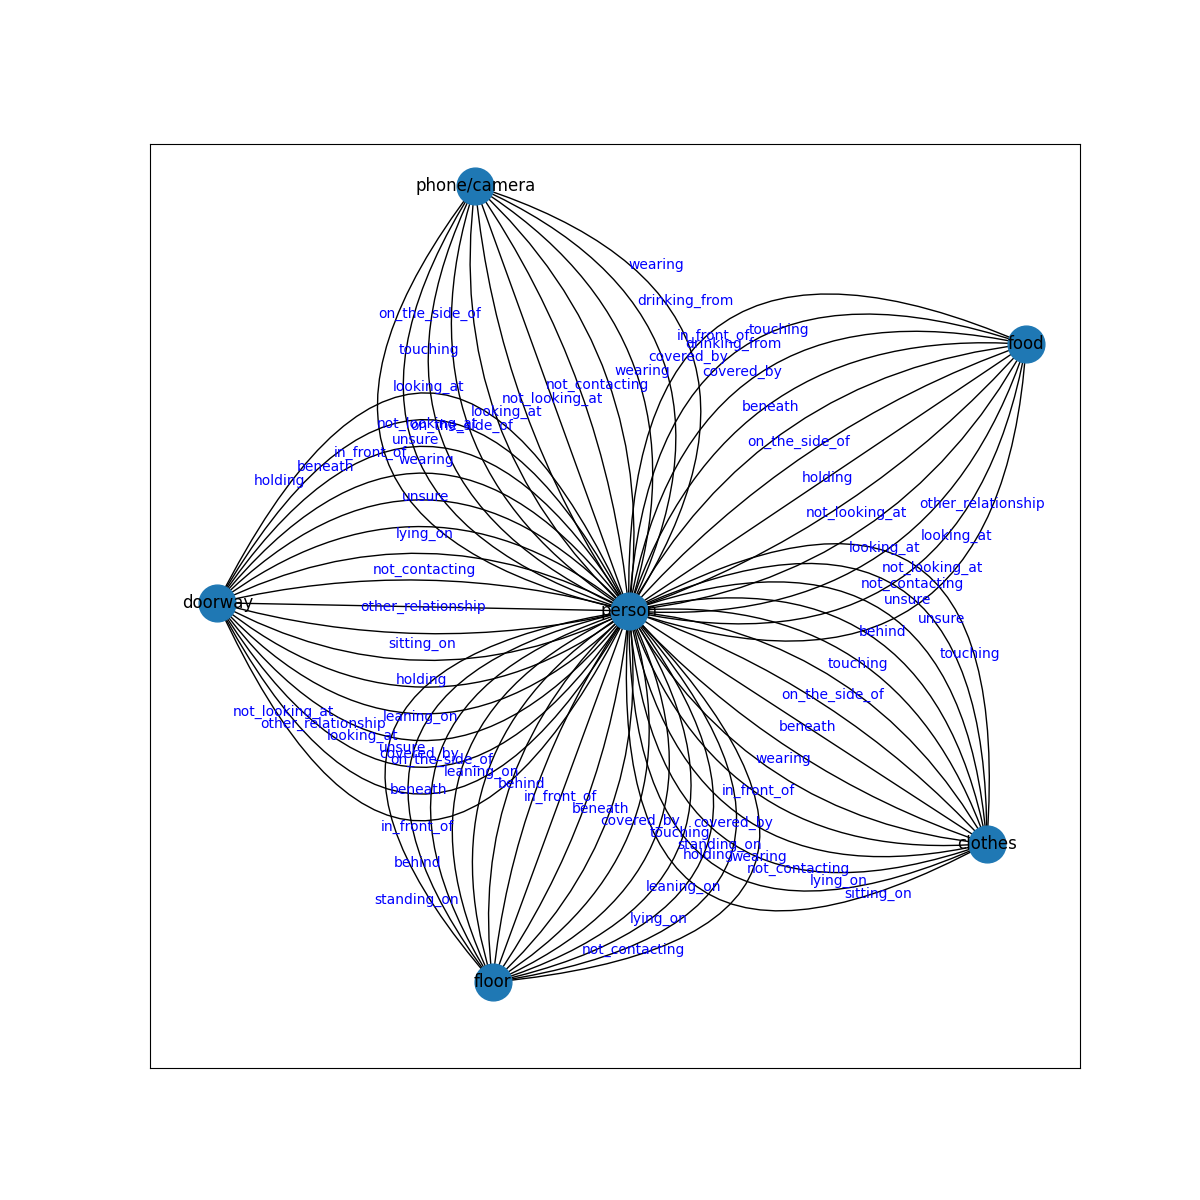 phone/camera
wearing
drinking_from
on_the_side_of
touching
in_front_of
drinking_from
food
touching
covered_by
wearing
covered_by
looking_at
not_contacting
not_looking_at
beneath
looking_at
not_looking_at
on_the_side_of
unsure
on_the_side_of
in_front_of
wearing
beneath
holding
holding
unsure
other_relationship
not_looking_at
lying_on
looking_at
looking_at
not_contacting
not_looking_at
not_contacting
unsure
doorway
other_relationship
person
unsure
behind
sitting_on
touching
touching
holding
on_the_side_of
not_looking_at
leaning_on
other_relationship
beneath
looking_at
unsure
covered_by
on_the_side_of
wearing
leaning_on
behind
beneath
in_front_of
in_front_of
beneath
covered_by
covered_by
in_front_of
touching
standing_on
clothes
holding
wearing
behind
not_contacting
lying_on
leaning_on
sitting_on
standing_on
lying_on
not_contacting
floor